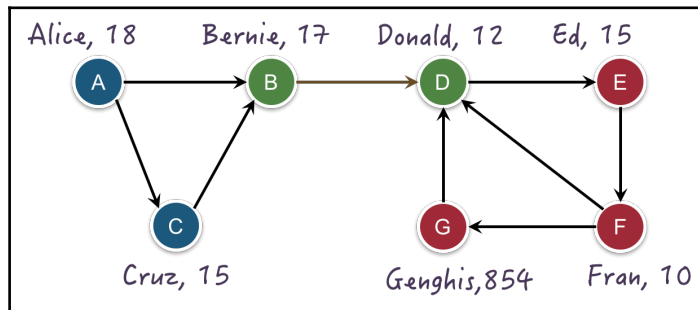 Alice, 18 Bernie, 17 Donald, 12 Ed, 15
A B D E
C G F
Cruz, 15 Genghis,854 Fran, 10